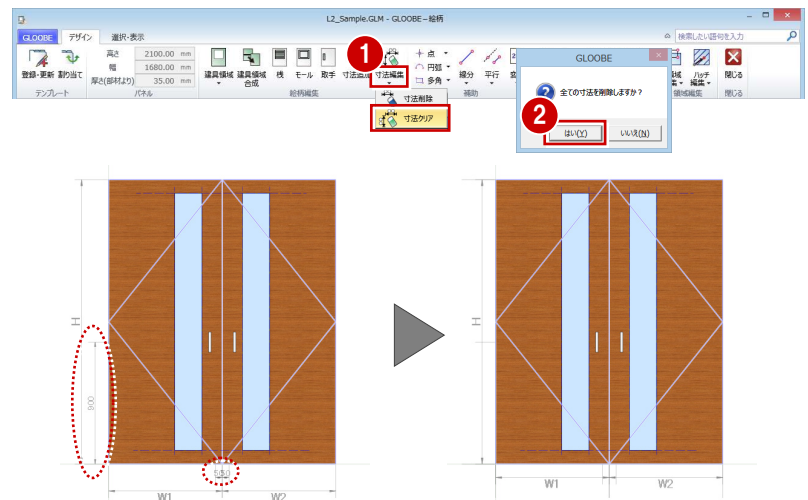 L2_Sample.GLM - GLOOBE – 絵柄
GLOOBE デザイン 選択・表示 検索したい語句を入力
登録・更新 割り当て
高さ 2100.00 mm
幅 1680.00 mm
厚さ(部材より) 35.00 mm
建具領域 建具領域合成 桟 モール 取手 寸法追加 寸法編集
点
円弧
多角
線分 平行
ハッチ編集 閉じる
テンプレート パネル 絵柄編集 補助 領域編集 閉じる
1
寸法削除
寸法クリア
GLOOBE
全ての寸法を削除しますか？
2
はい(Y) いいえ(N)
H
900
W1 W2
H
W1 W2